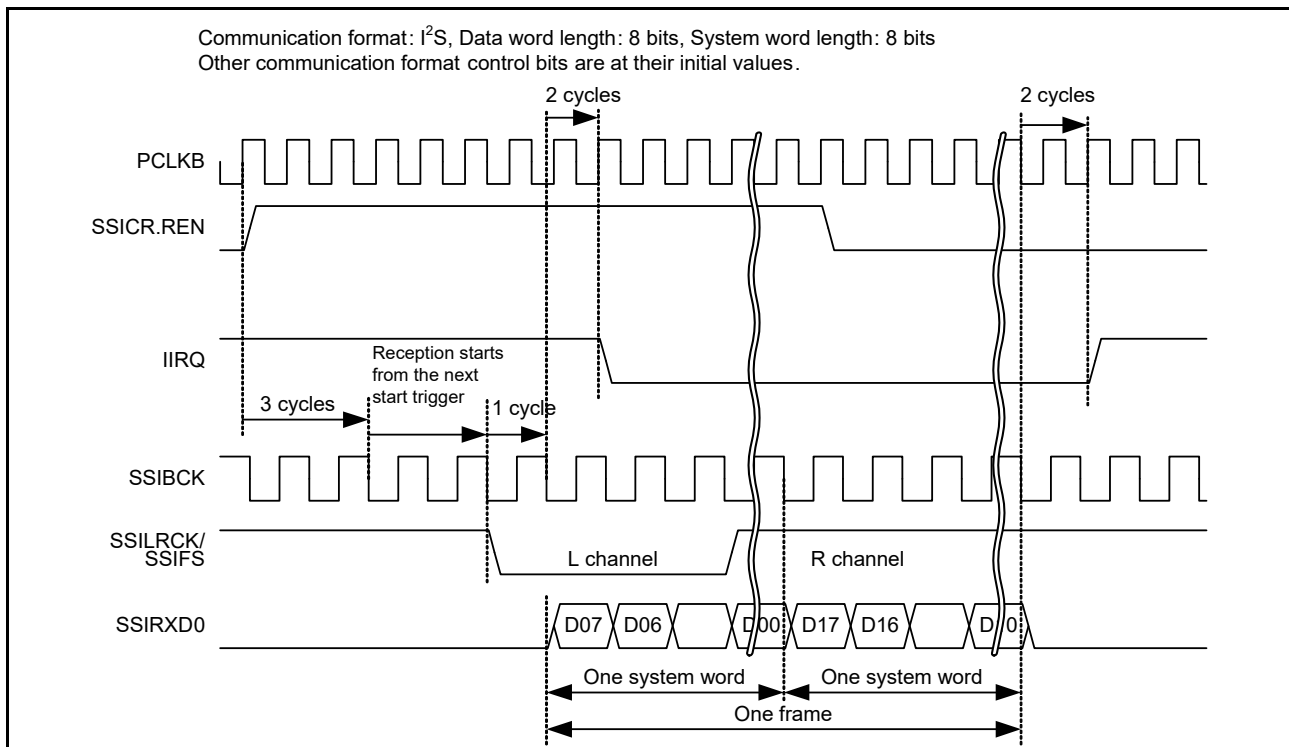 Communication format: I²S, Data word length: 8 bits, System word length: 8 bits
Other communication format control bits are at their initial values.
2 cycles
2 cycles
PCLKB
SSICR.REN
IIRQ
Reception starts
from the next
start trigger
3 cycles
1 cycle
SSIBCK
SSILRCK/
SSIFS
L channel
R channel
SSIRXD0
D07
D06
D00
D17
D16
One system word
One system word
One frame